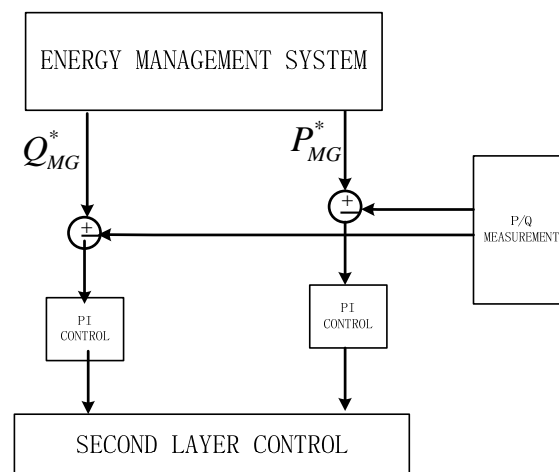 ENERGY MANAGEMENT SYSTEM
Q*MG
P*MG
+
−
+
−
P/Q
MEASUREMENT
PI
CONTROL
PI
CONTROL
SECOND LAYER CONTROL